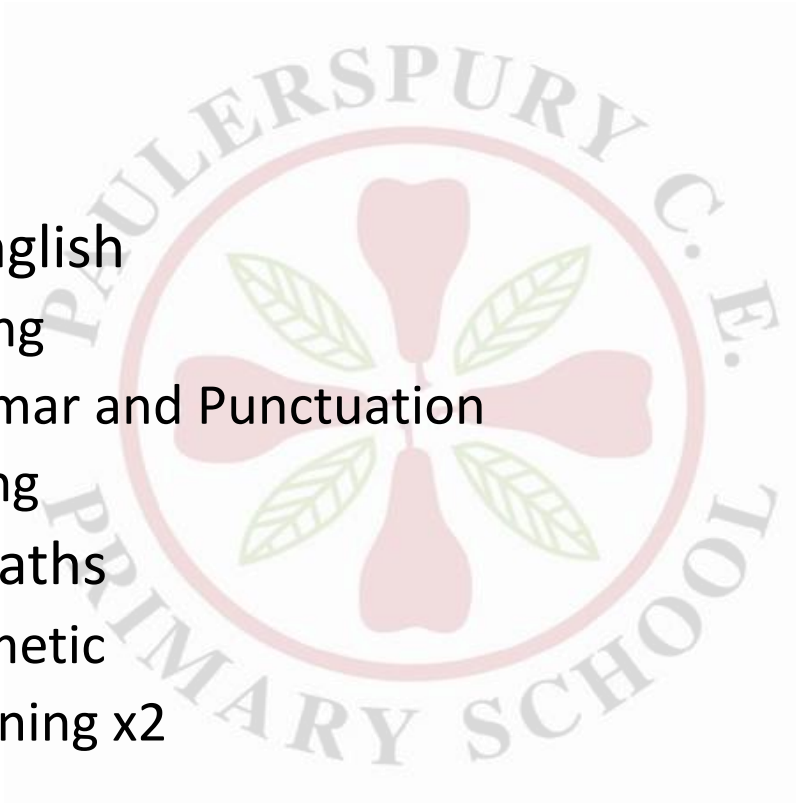 PAULERSPURY C. E.
nglish
ng
mar and Punctuation
ng
aths
netic
ning x2
PRIMARY SCHOOL